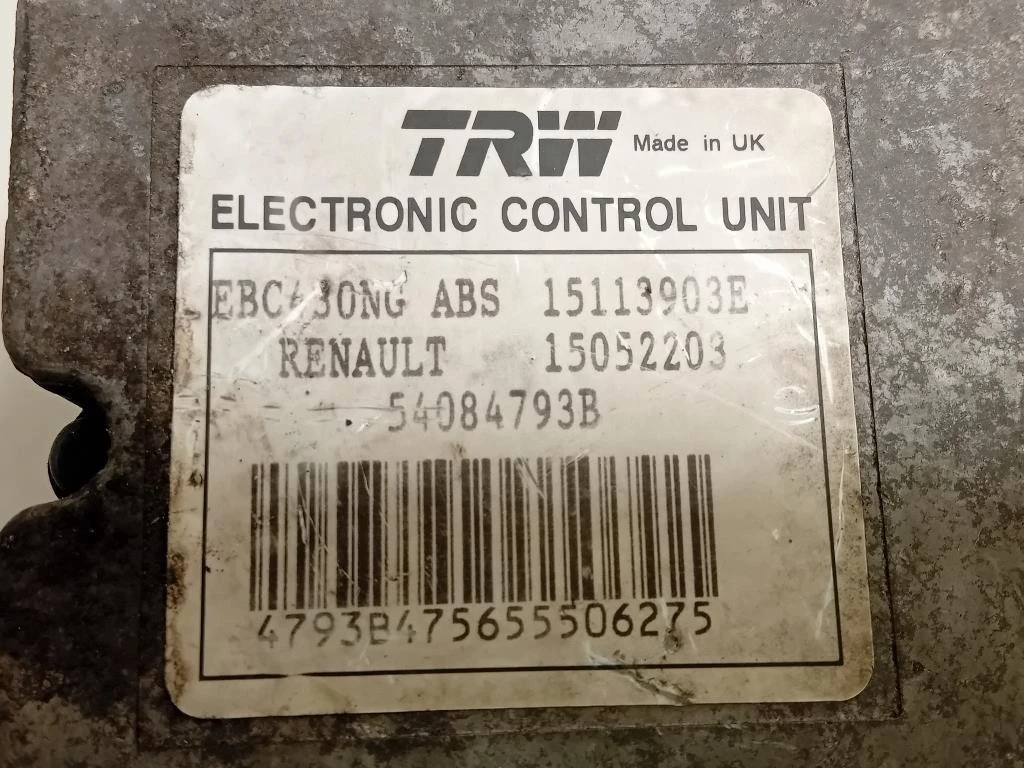 TRW Made in UK
ELECTRONIC CONTROL UNIT
EBC430NG ABS 15113903E
RENAULT 15052203
54084793B
4793B475655506275